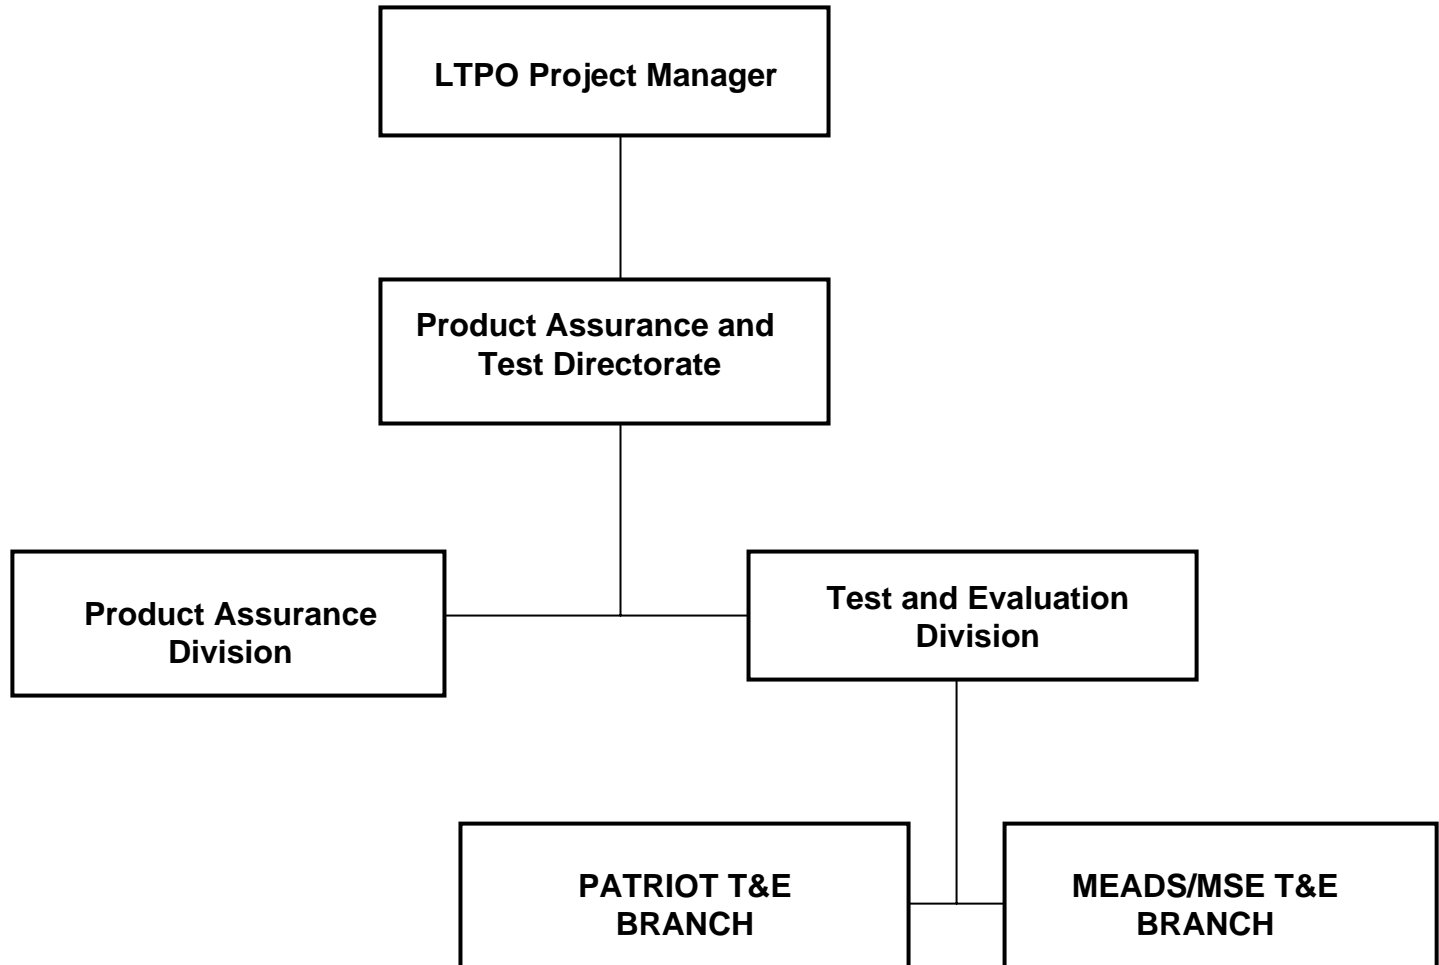 LTPO Project Manager
Product Assurance and
Test Directorate
Product Assurance
Division
Test and Evaluation
Division
PATRIOT T&E
BRANCH
MEADS/MSE T&E
BRANCH